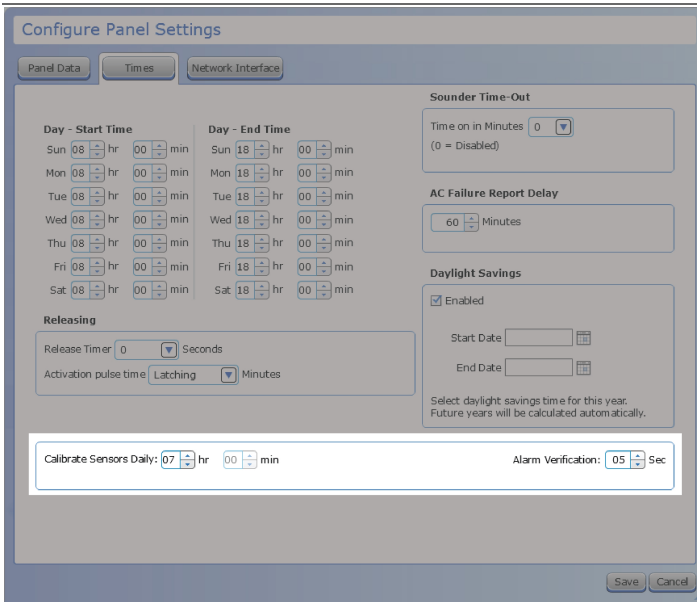 Configure Panel Settings
Panel Data
Times
Network Interface
Day - Start Time
Sun 08 hr 00 min
Mon 08 hr 00 min
Tue 08 hr 00 min
Wed 08 hr 00 min
Thu 08 hr 00 min
Fri 08 hr 00 min
Sat 08 hr 00 min
Day - End Time
Sun 18 hr 00 min
Mon 18 hr 00 min
Tue 18 hr 00 min
Wed 18 hr 00 min
Thu 18 hr 00 min
Fri 18 hr 00 min
Sat 18 hr 00 min
Releasing
Release Timer 0 Seconds
Activation pulse time Latching Minutes
Sounder Time-Out
Time on in Minutes 0
(0 = Disabled)
AC Failure Report Delay
60 Minutes
Daylight Savings
Enabled
Start Date
End Date
Select daylight savings time for this year.
Future years will be calculated automatically.
Calibrate Sensors Daily: 07 hr 00 min
Alarm Verification: 05 Sec
Save
Cancel